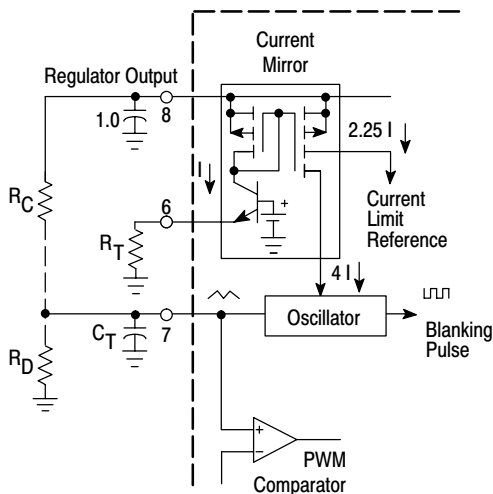 Current
Mirror
Regulator Output
1.0
8
2.25 I
R_C
I
6
Current
Limit
Reference
R_T
4 I
C_T
7
Oscillator
Blanking
Pulse
R_D
+
+
−
PWM
Comparator